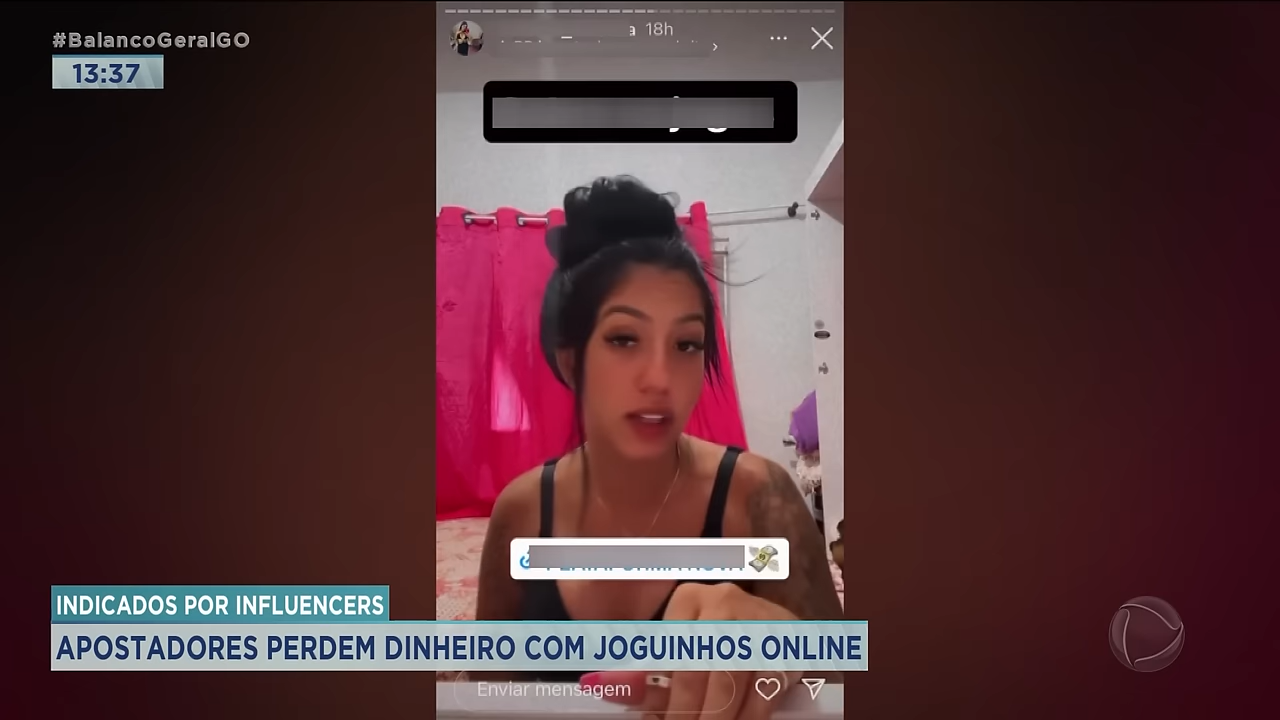 #BalancoGeralGO
13:37
18h
INDICADOS POR INFLUENCERS
APOSTADORES PERDEM DINHEIRO COM JOGUINHOS ONLINE
Enviar mensagem